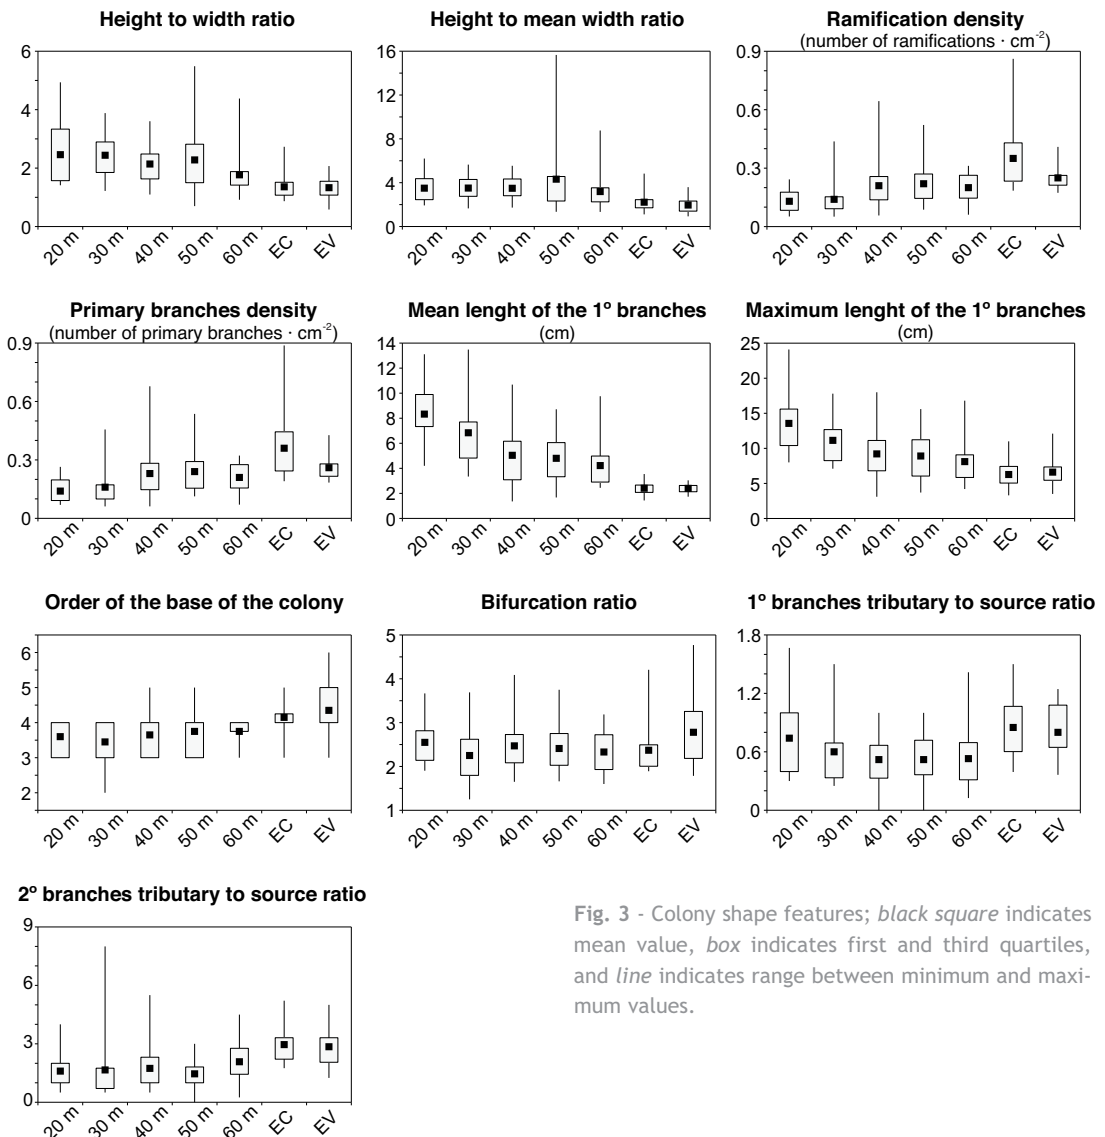 Height to width ratio
6
4
2
0
20 m 30 m 40 m 50 m 60 m EC EV
Height to mean width ratio
16
12
8
4
0
20 m 30 m 40 m 50 m 60 m EC EV
Ramification density
(number of ramifications · cm-2)
0.9
0.6
0.3
0
20 m 30 m 40 m 50 m 60 m EC EV
Primary branches density
(number of primary branches · cm-2)
0.9
0.6
0.3
0
20 m 30 m 40 m 50 m 60 m EC EV
Mean lenght of the 1º branches
(cm)
14
12
10
8
6
4
2
0
20 m 30 m 40 m 50 m 60 m EC EV
Maximum lenght of the 1º branches
(cm)
25
20
15
10
5
0
20 m 30 m 40 m 50 m 60 m EC EV
Order of the base of the colony
6
5
4
3
2
20 m 30 m 40 m 50 m 60 m EC EV
Bifurcation ratio
5
4
3
2
1
20 m 30 m 40 m 50 m 60 m EC EV
1º branches tributary to source ratio
1.8
1.2
0.6
0
20 m 30 m 40 m 50 m 60 m EC EV
2º branches tributary to source ratio
9
6
3
0
20 m 30 m 40 m 50 m 60 m EC EV
Fig. 3 - Colony shape features; black square indicates
mean value, box indicates first and third quartiles,
and line indicates range between minimum and maxi-
mum values.